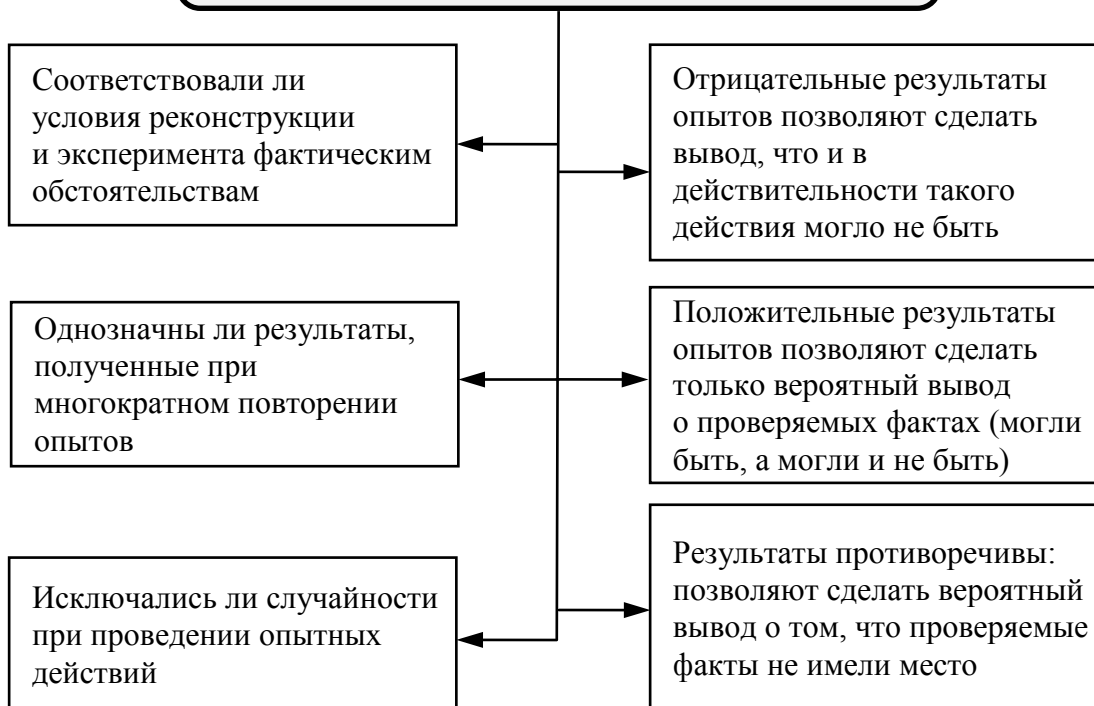 Соответствовали ли
условия реконструкции
и эксперимента фактическим
обстоятельствам
Отрицательные результаты
опытов позволяют сделать
вывод, что и в
действительности такого
действия могло не быть
Однозначны ли результаты,
полученные при
многократном повторении
опытов
Положительные результаты
опытов позволяют сделать
только вероятный вывод
о проверяемых фактах (могли
быть, а могли и не быть)
Исключались ли случайности
при проведении опытных
действий
Результаты противоречивы:
позволяют сделать вероятный
вывод о том, что проверяемые
факты не имели место